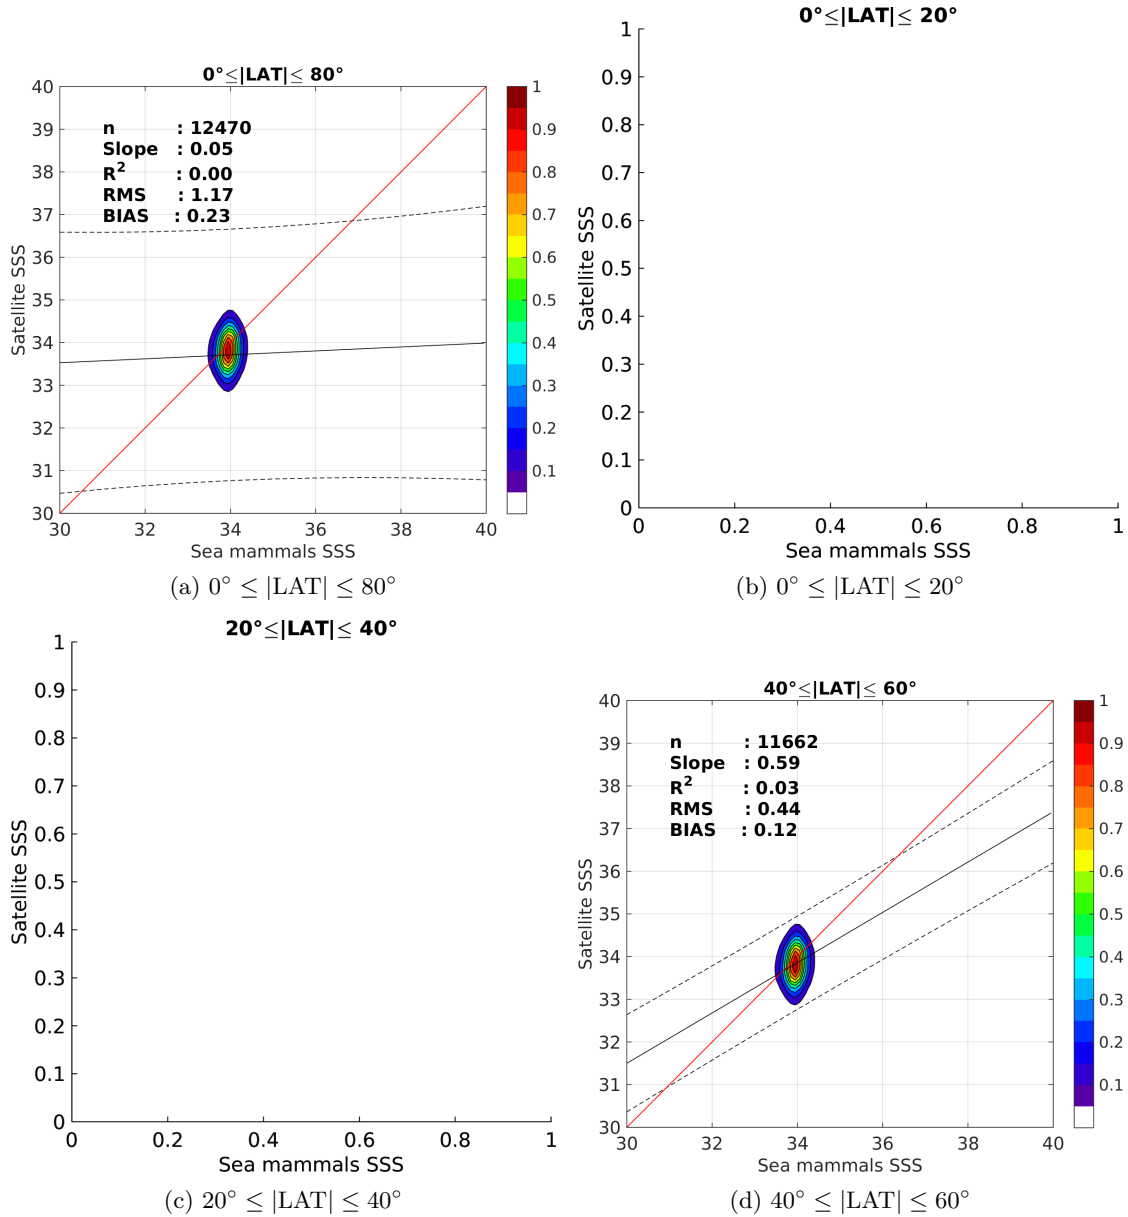 0°≤|LAT|≤ 80°
40
39
38
37
36
35
34
33
32
31
30
n : 12470
Slope : 0.05
R² : 0.00
RMS : 1.17
BIAS : 0.23
1
0.9
0.8
0.7
0.6
0.5
0.4
0.3
0.2
0.1
30 32 34 36 38 40
Satellite SSS
Sea mammals SSS
(a) 0° ≤ |LAT| ≤ 80°
0°≤|LAT|≤ 20°
1
0.9
0.8
0.7
0.6
0.5
0.4
0.3
0.2
0.1
0
0 0.2 0.4 0.6 0.8 1
Satellite SSS
Sea mammals SSS
(b) 0° ≤ |LAT| ≤ 20°
20°≤|LAT|≤ 40°
1
0.9
0.8
0.7
0.6
0.5
0.4
0.3
0.2
0.1
0
0 0.2 0.4 0.6 0.8 1
Satellite SSS
Sea mammals SSS
(c) 20° ≤ |LAT| ≤ 40°
40°≤|LAT|≤ 60°
40
39
38
37
36
35
34
33
32
31
30
n : 11662
Slope : 0.59
R² : 0.03
RMS : 0.44
BIAS : 0.12
1
0.9
0.8
0.7
0.6
0.5
0.4
0.3
0.2
0.1
30 32 34 36 38 40
Satellite SSS
Sea mammals SSS
(d) 40° ≤ |LAT| ≤ 60°